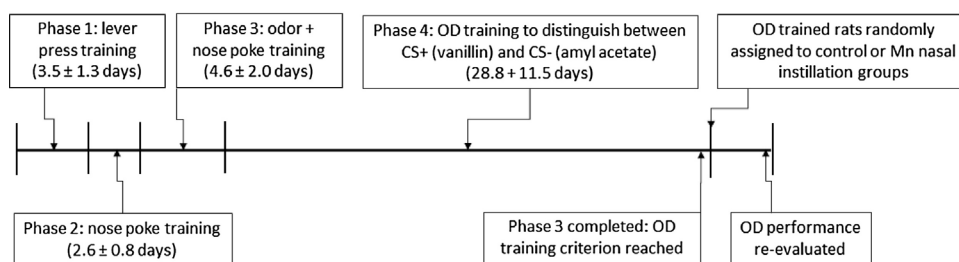 Phase 1: lever
press training
(3.5 ± 1.3 days)
Phase 3: odor +
nose poke training
(4.6 ± 2.0 days)
Phase 4: OD training to distinguish between
CS+ (vanillin) and CS- (amyl acetate)
(28.8 + 11.5 days)
OD trained rats randomly
assigned to control or Mn nasal
instillation groups
Phase 2: nose poke training
(2.6 ± 0.8 days)
Phase 3 completed: OD
training criterion reached
OD performance
re-evaluated